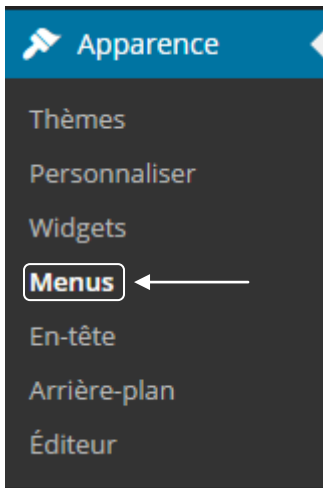 Apparence
Thèmes
Personnaliser
Widgets
Menus
En-tête
Arrière-plan
Éditeur